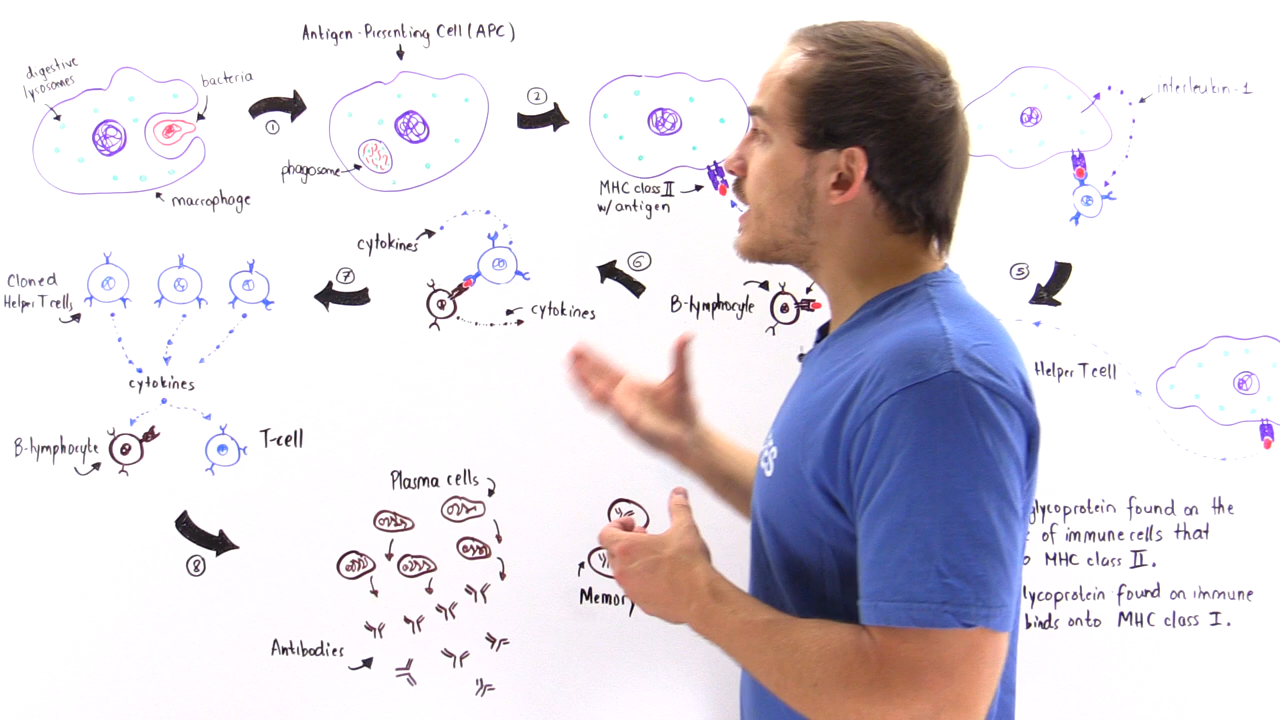 Antigen-Presenting Cell (APC)
digestive
lysosomes
bacteria
①
②
interleukin-1
phagosome
macrophage
MHC class II
w/ antigen
cytokines
⑥
⑤
Cloned
Helper T cells
⑦
cytokines
B-lymphocyte
Helper T cell
cytokines
B-lymphocyte
T-cell
Plasma cells
⑧
Antibodies
glycoprotein found on the
of immune cells that
MHC class II.
glycoprotein found on immune
binds onto MHC class I.